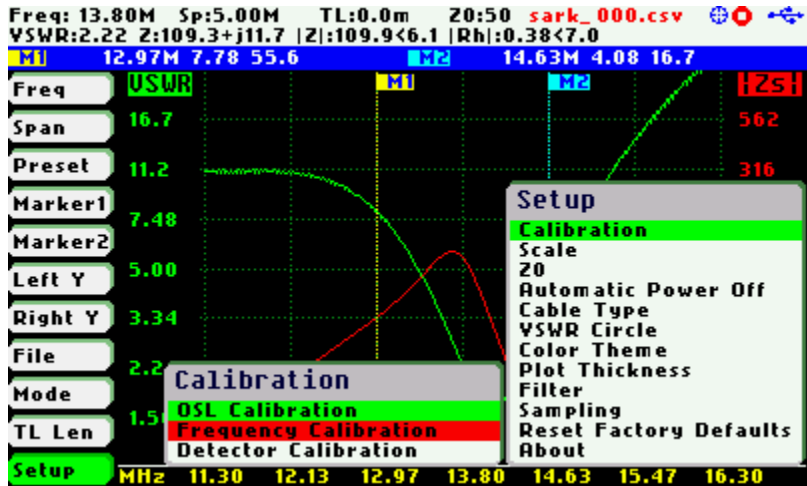 Freq: 13.80M Sp:5.00M TL:0.0m Z0:50 sark_000.csv
VSWR:2.22 Z:109.3+j11.7 |Z|:109.9<6.1 |Rh|:0.38<7.0
M1 12.97M 7.78 55.6 M2 14.63M 4.08 16.7
Freq VSWR M1 M2 |Zs|
Span 16.7 562
Preset 11.2 316
Marker1 7.48
Marker2
Left Y 5.00
Right Y 3.34
File 2.2
Mode
TL Len 1.5
Setup
Setup
Calibration
Scale
Z0
Automatic Power Off
Cable Type
VSWR Circle
Color Theme
Plot Thickness
Filter
Sampling
Reset Factory Defaults
About
Calibration
OSL Calibration
Frequency Calibration
Detector Calibration
MHz 11.30 12.13 12.97 13.80 14.63 15.47 16.30